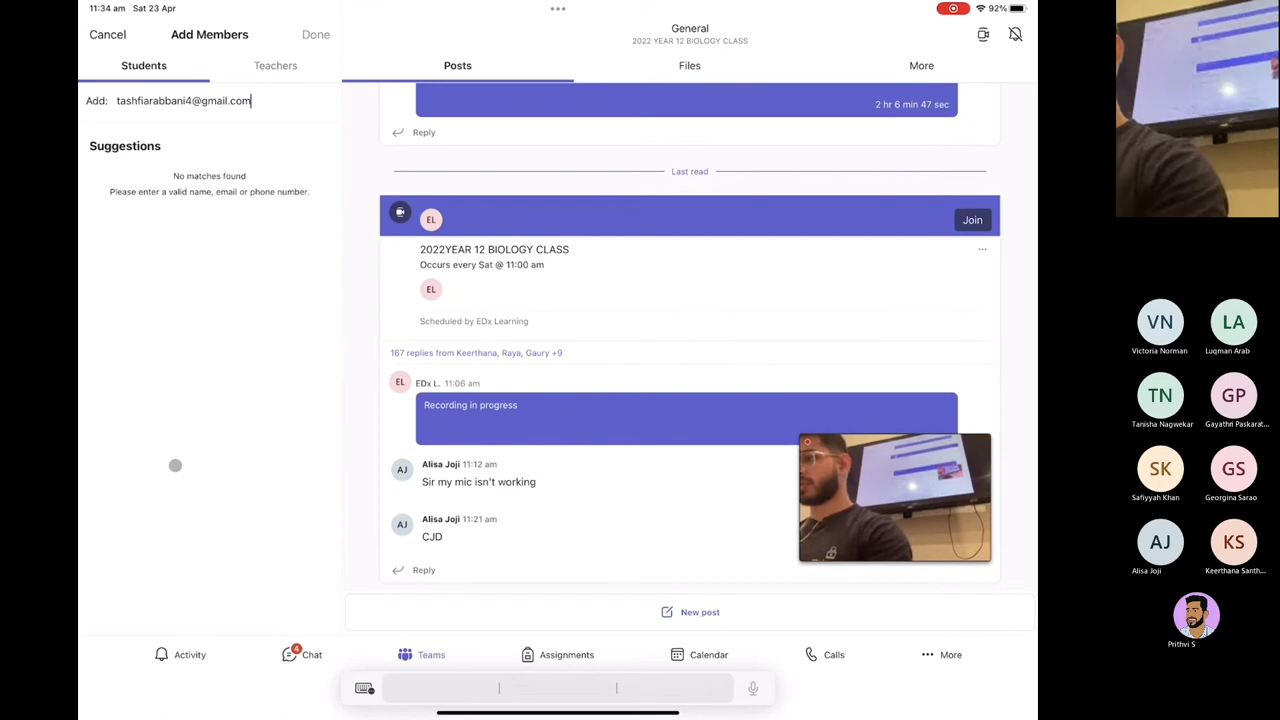 11:34 am Sat 23 Apr
92%
Cancel Add Members Done
Students Teachers
Add: tashfiarabbani4@gmail.com
Suggestions
No matches found
Please enter a valid name, email or phone number.
General
2022 YEAR 12 BIOLOGY CLASS
Posts Files More
2 hr 6 min 47 sec
Reply
Last read
EL
Join
2022YEAR 12 BIOLOGY CLASS
Occurs every Sat @ 11:00 am
EL
Scheduled by EDx Learning
167 replies from Keerthana, Raya, Gaury +9
EL EDx L. 11:06 am
Recording in progress
AJ Alisa Joji 11:12 am
Sir my mic isn't working
AJ Alisa Joji 11:21 am
CJD
Reply
New post
Activity 4 Chat Teams Assignments Calendar Calls More
VN LA
Victoria Norman Luqman Arab
TN GP
Tanisha Nagwekar Gayathri Paskarat...
SK GS
Safiyyah Khan Georgina Sarao
AJ KS
Alisa Joji Keerthana Santh...
Prithvi S